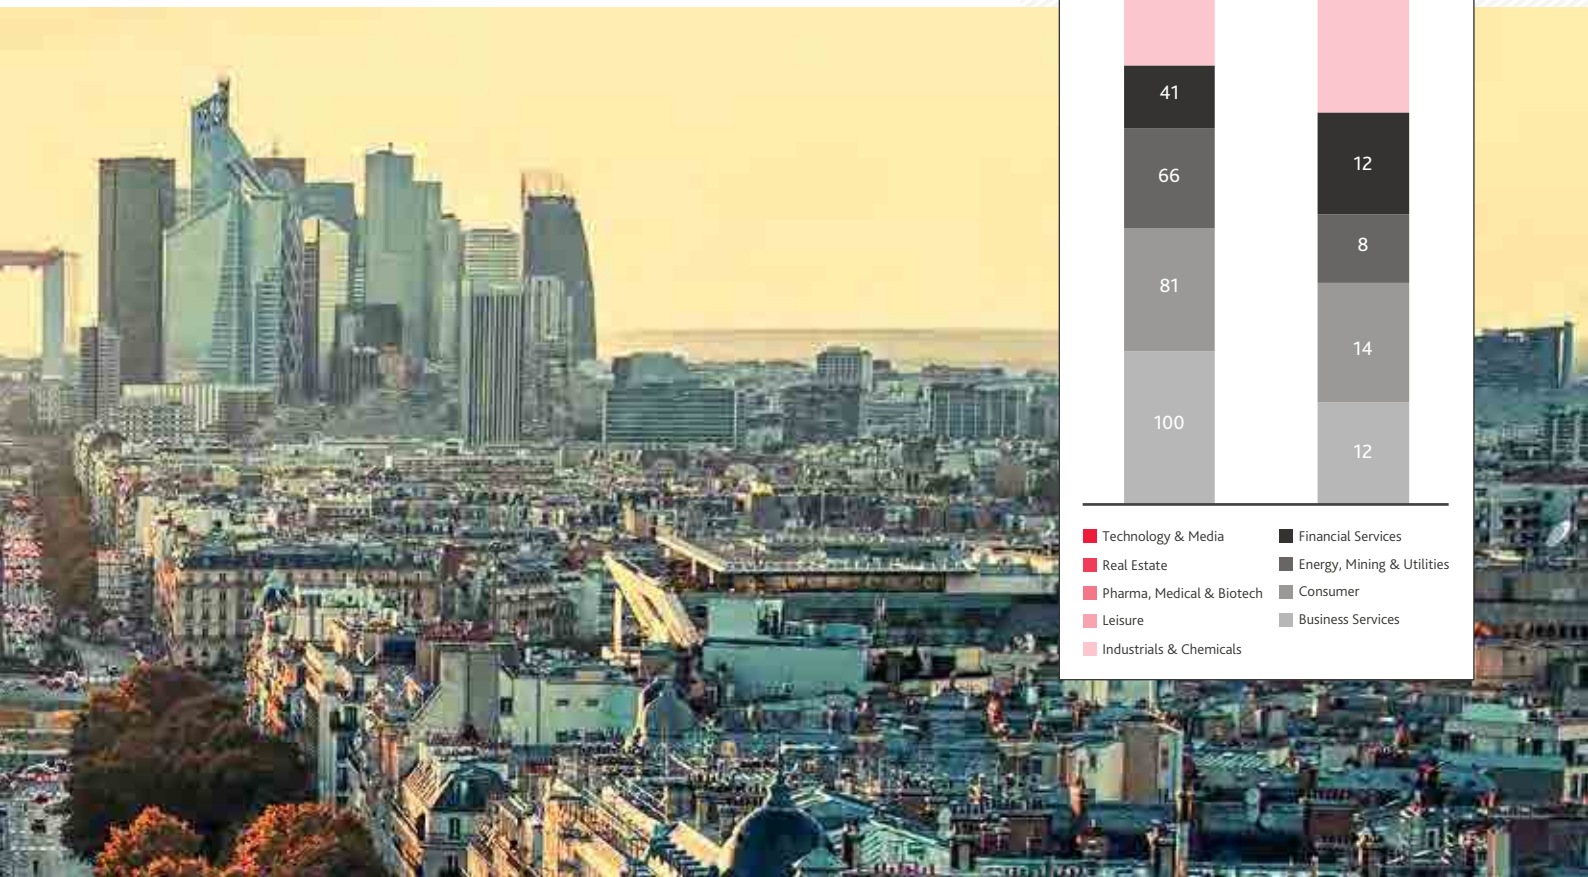 41
66
81
100
12
8
14
12
Technology & Media
Real Estate
Pharma, Medical & Biotech
Leisure
Industrials & Chemicals
Financial Services
Energy, Mining & Utilities
Consumer
Business Services